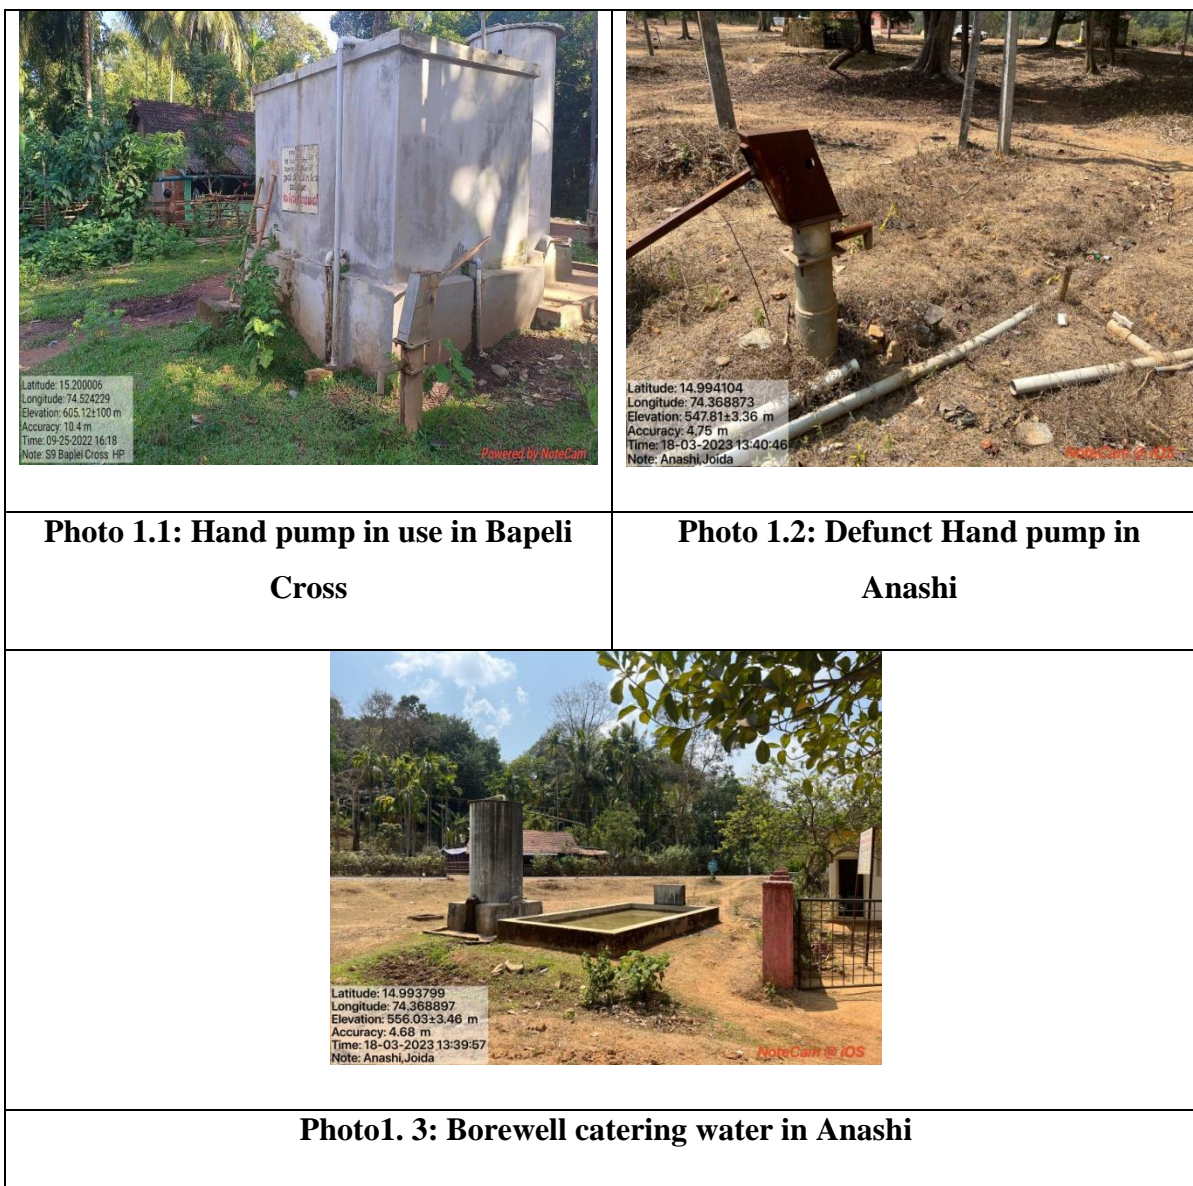 Latitude: 15.200006
Longitude: 74.524229
Elevation: 605.12±100 m
Accuracy: 10.4 m
Time: 09-25-2022 16:18
Note: S9 Baplei Cross HP
Powered by NoteCam
Latitude: 14.994104
Longitude: 74.368873
Elevation: 547.81±3.36 m
Accuracy: 4.75 m
Time: 18-03-2023 13:40:46
Note: Anashi,Joida
NoteCam @ iOS
Photo 1.1: Hand pump in use in Bapeli
Cross
Photo 1.2: Defunct Hand pump in
Anashi
Latitude: 14.993799
Longitude: 74.368897
Elevation: 556.03±3.46 m
Accuracy: 4.68 m
Time: 18-03-2023 13:39:57
Note: Anashi,Joida
NoteCam @ iOS
Photo1. 3: Borewell catering water in Anashi